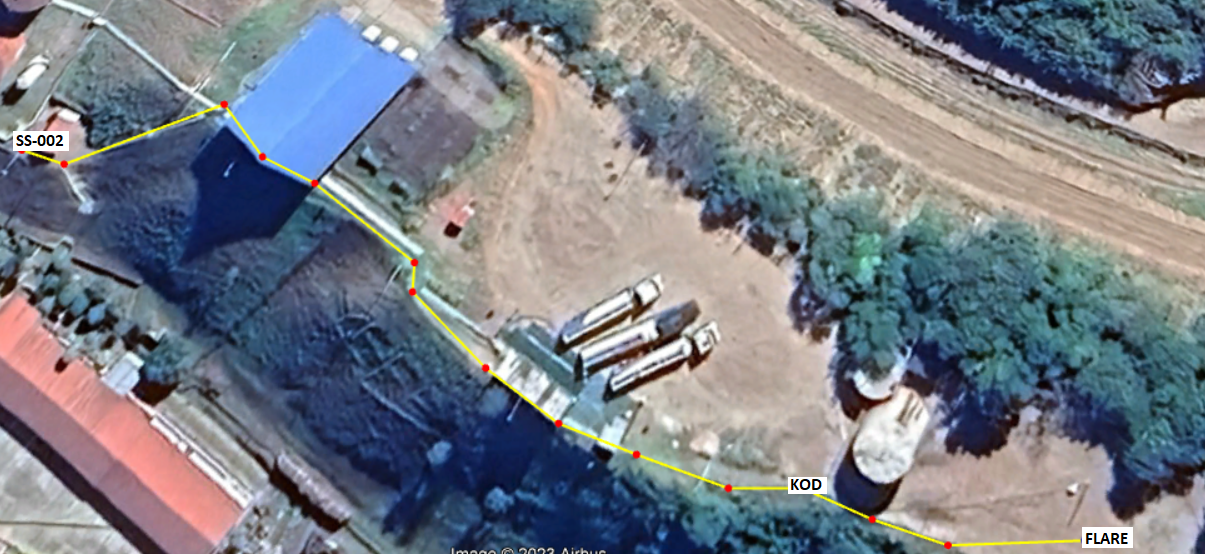 SS-002
KOD
FLARE
Image © 2023 Airbus